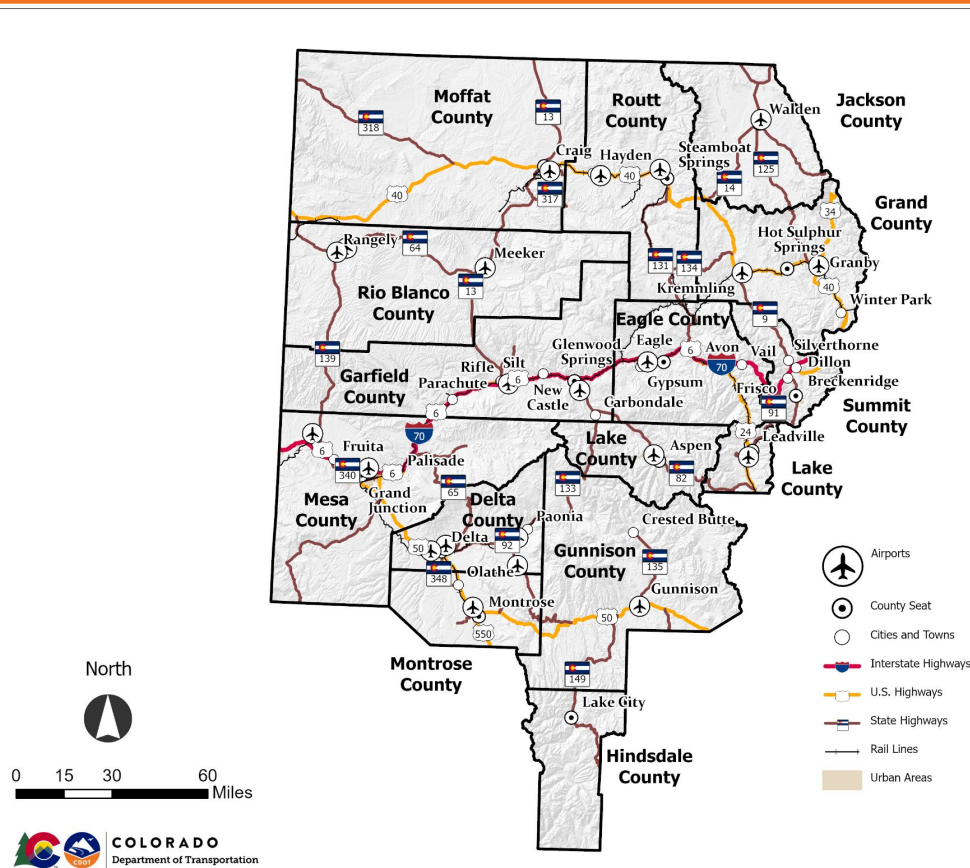 Moffat
County
Routt
County
Jackson
County
Walden
318
13
Craig
Hayden
Steamboat
Springs
40
125
14
317
40
Grand
County
34
Hot Sulphur
Springs
Rangely
64
Meeker
131
134
Granby
13
Kremmling
40
Rio Blanco
County
Winter Park
9
Eagle County
139
Glenwood
Springs
Eagle
6
Avon
Vail
Silverthorne
70
Dillon
Garfield
County
Rifle
Silt
6
Parachute
Gypsum
Frisco
Breckenridge
New
Castle
Carbondale
91
6
Summit
County
70
24
Leadville
Lake
County
Aspen
Fruita
6
340
6
Palisade
82
Lake
County
Mesa
County
Grand
Junction
65
133
Delta
County
Paonia
Crested Butte
50
Delta
92
Gunnison
County
135
348
Olathe
Montrose
Gunnison
50
550
Montrose
County
149
Lake City
Hindsdale
County
North
0 15 30 60
Miles
COLORADO
Department of Transportation
CDOT
Airports
County Seat
Cities and Towns
Interstate Highways
U.S. Highways
State Highways
Rail Lines
Urban Areas